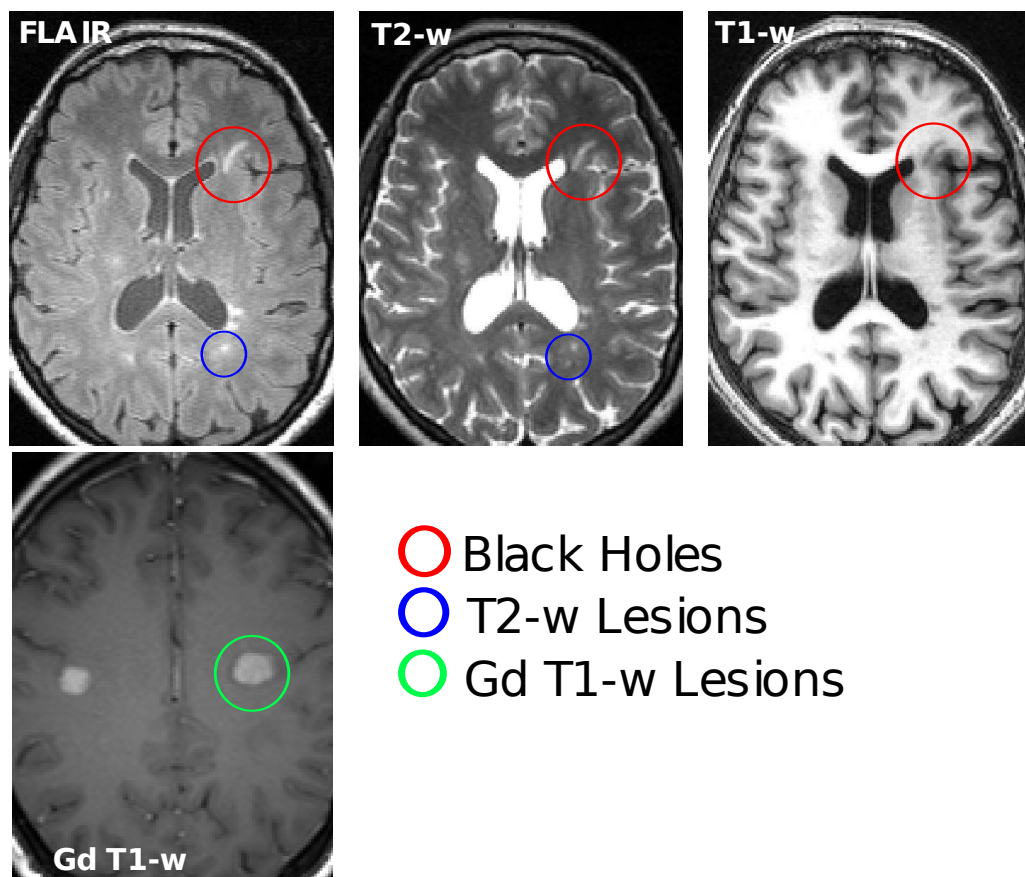 FLAIR
T2-w
T1-w
Gd T1-w
Black Holes
T2-w Lesions
Gd T1-w Lesions